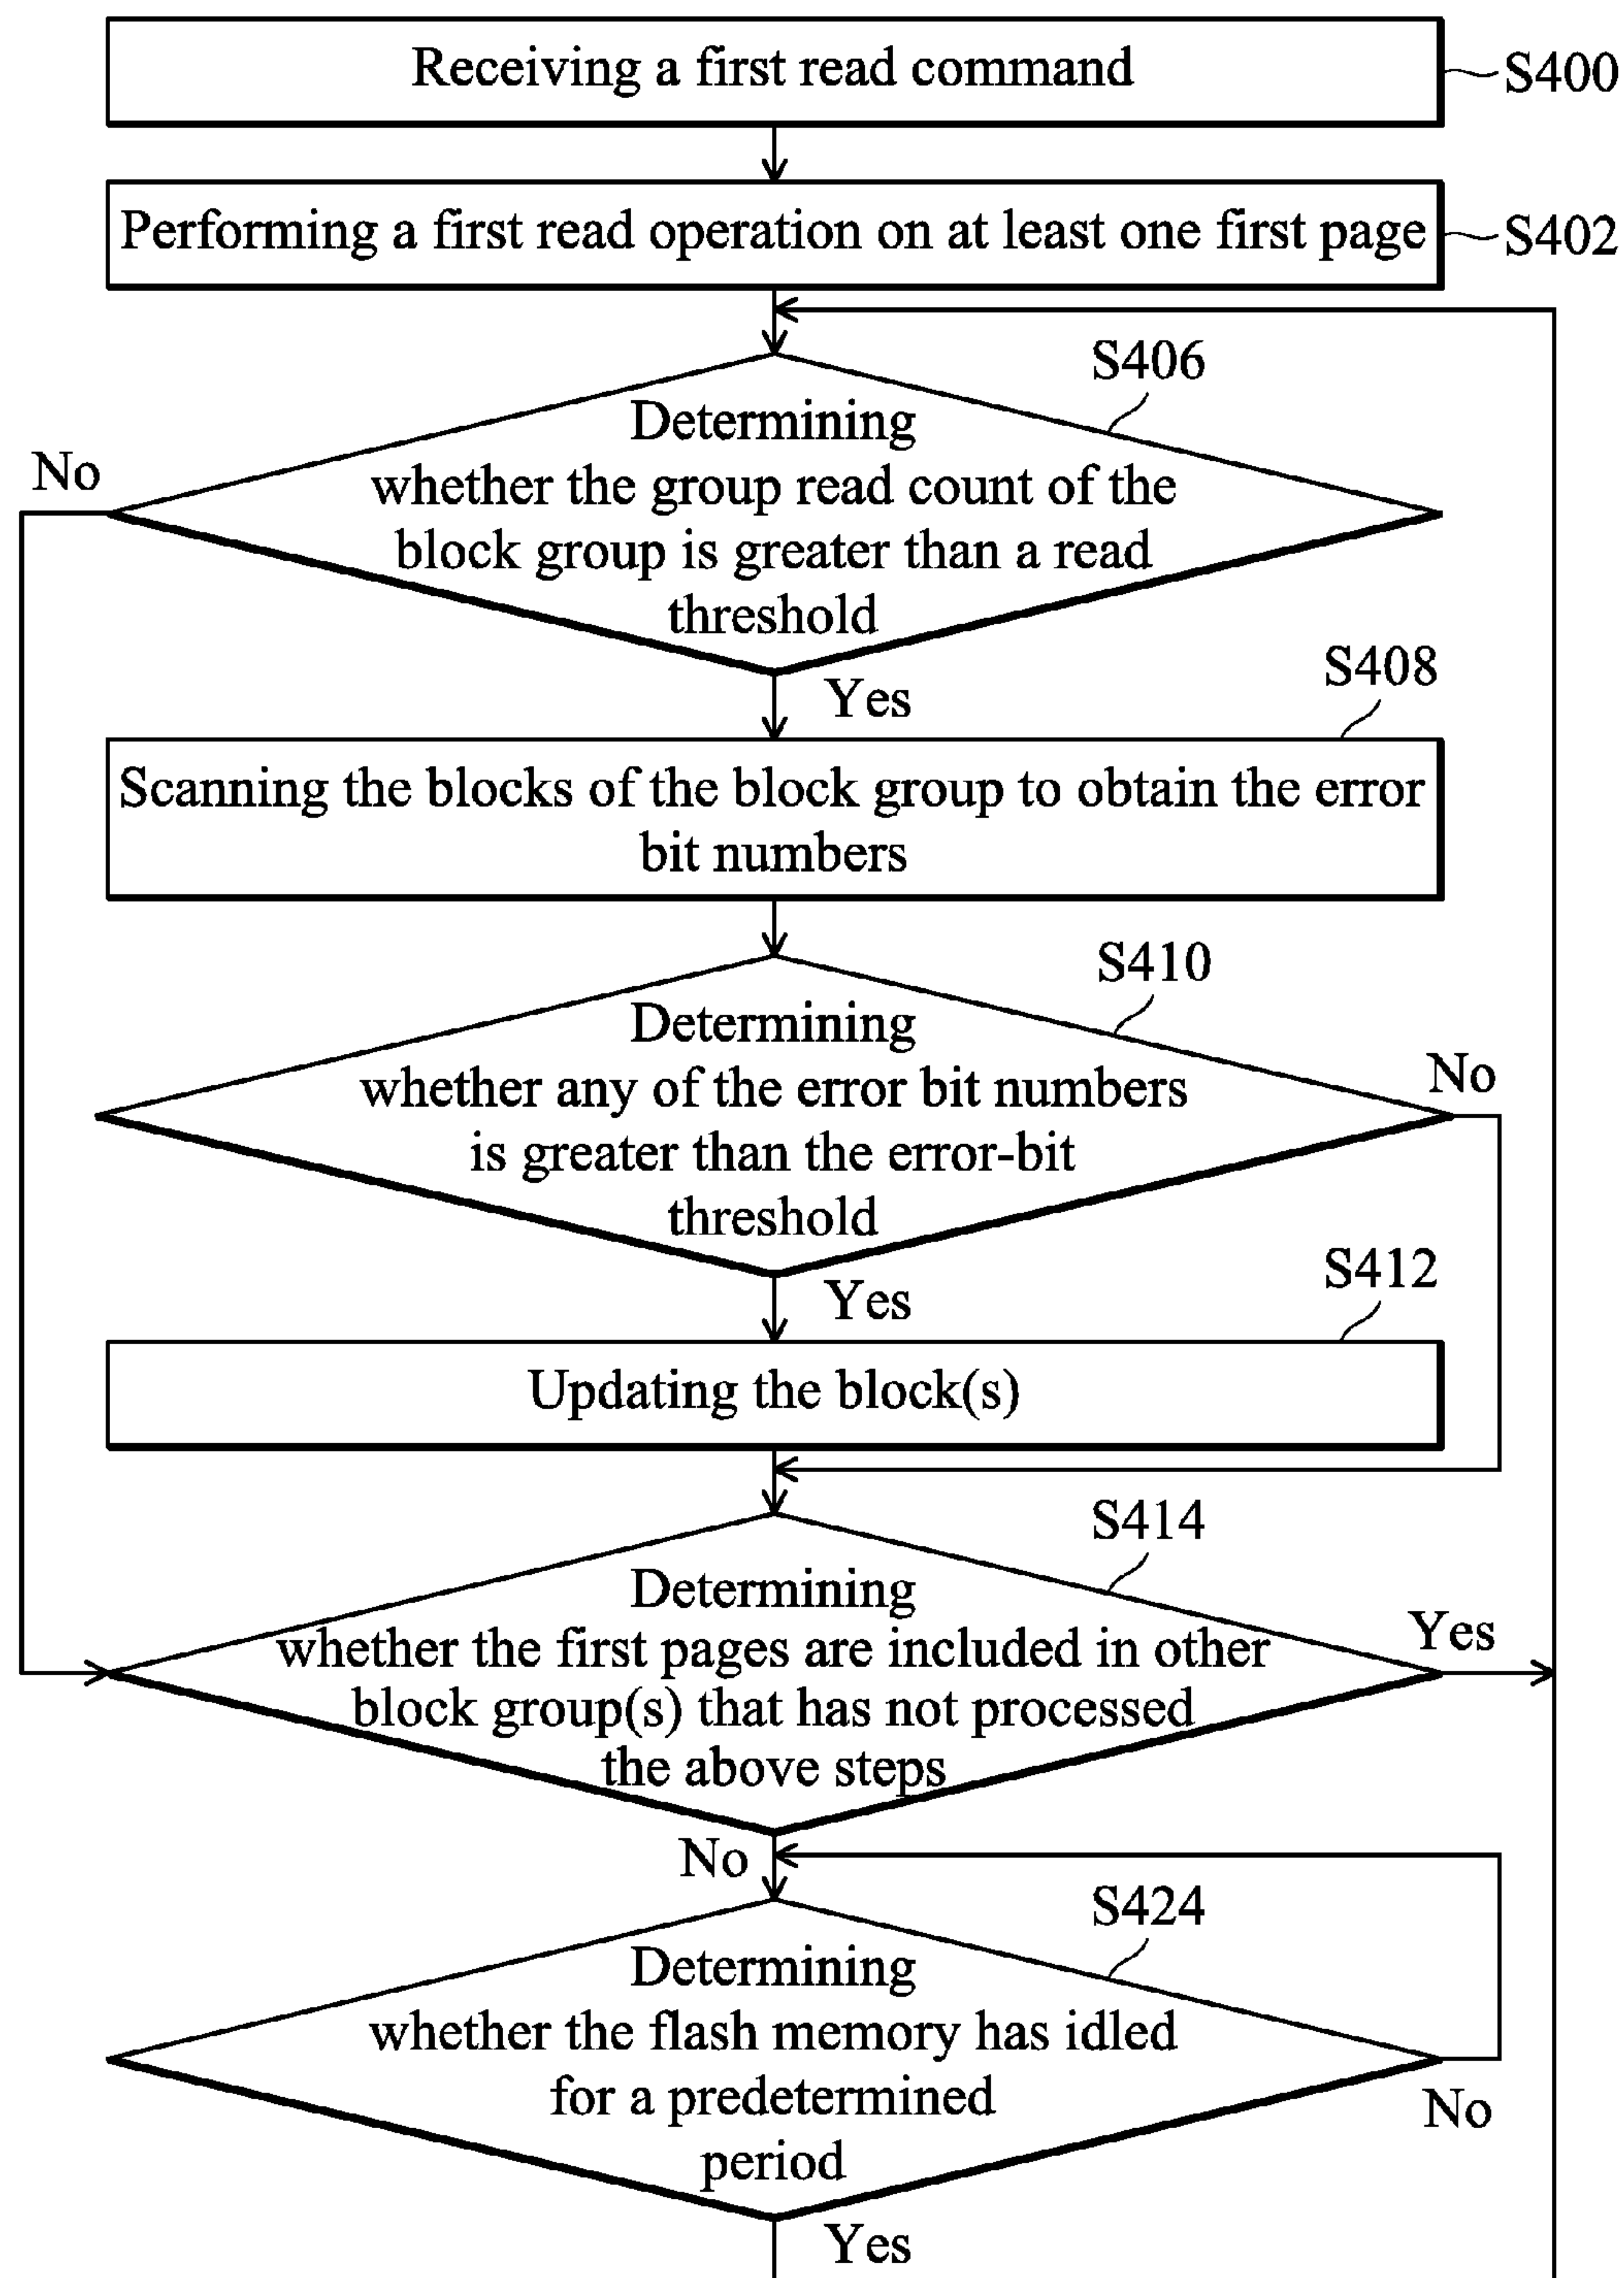 Receiving a first read command
S400
Performing a first read operation on at least one first page
S402
S406
Determining
whether the group read count of the
block group is greater than a read
threshold
No
Yes
S408
Scanning the blocks of the block group to obtain the error
bit numbers
S410
Determining
whether any of the error bit numbers
is greater than the error-bit
threshold
No
Yes
S412
Updating the block(s)
S414
Determining
whether the first pages are included in other
block group(s) that has not processed
the above steps
Yes
No
S424
Determining
whether the flash memory has idled
for a predetermined
period
No
Yes